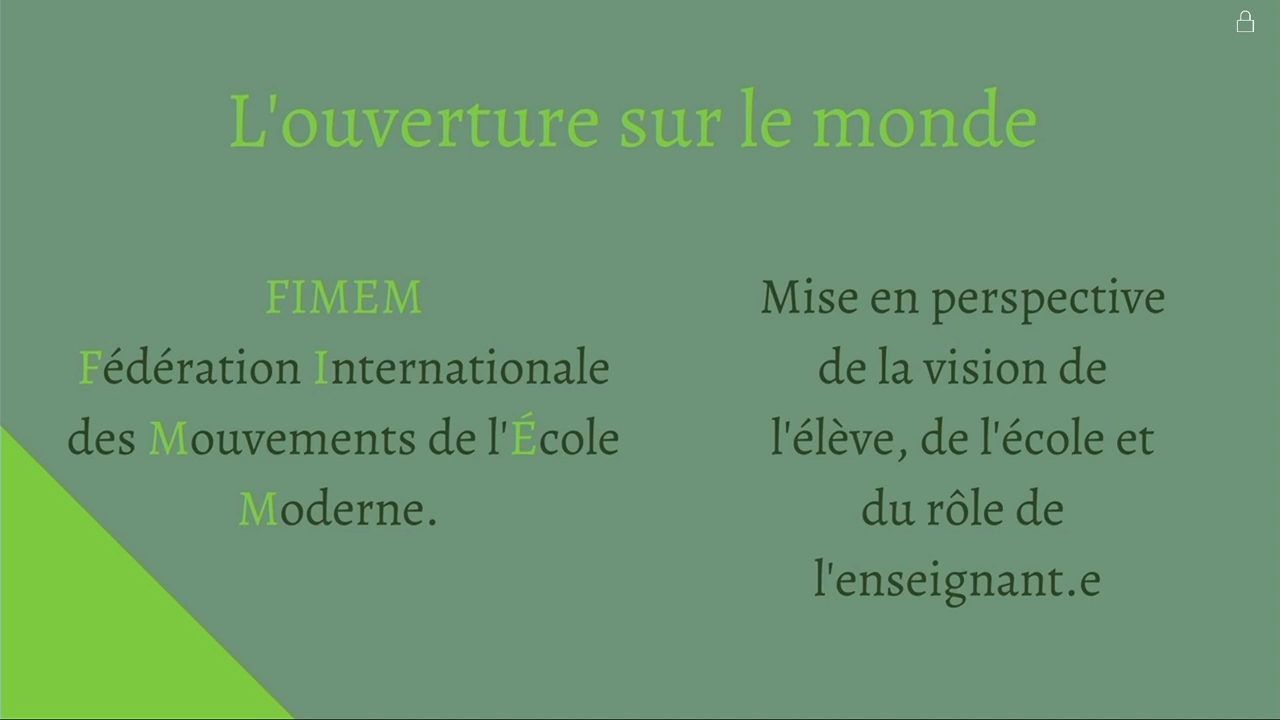 L'ouverture sur le monde
FIMEM
Fédération Internationale
des Mouvements de l'École
Moderne.
Mise en perspective
de la vision de
l'élève, de l'école et
du rôle de
l'enseignant.e